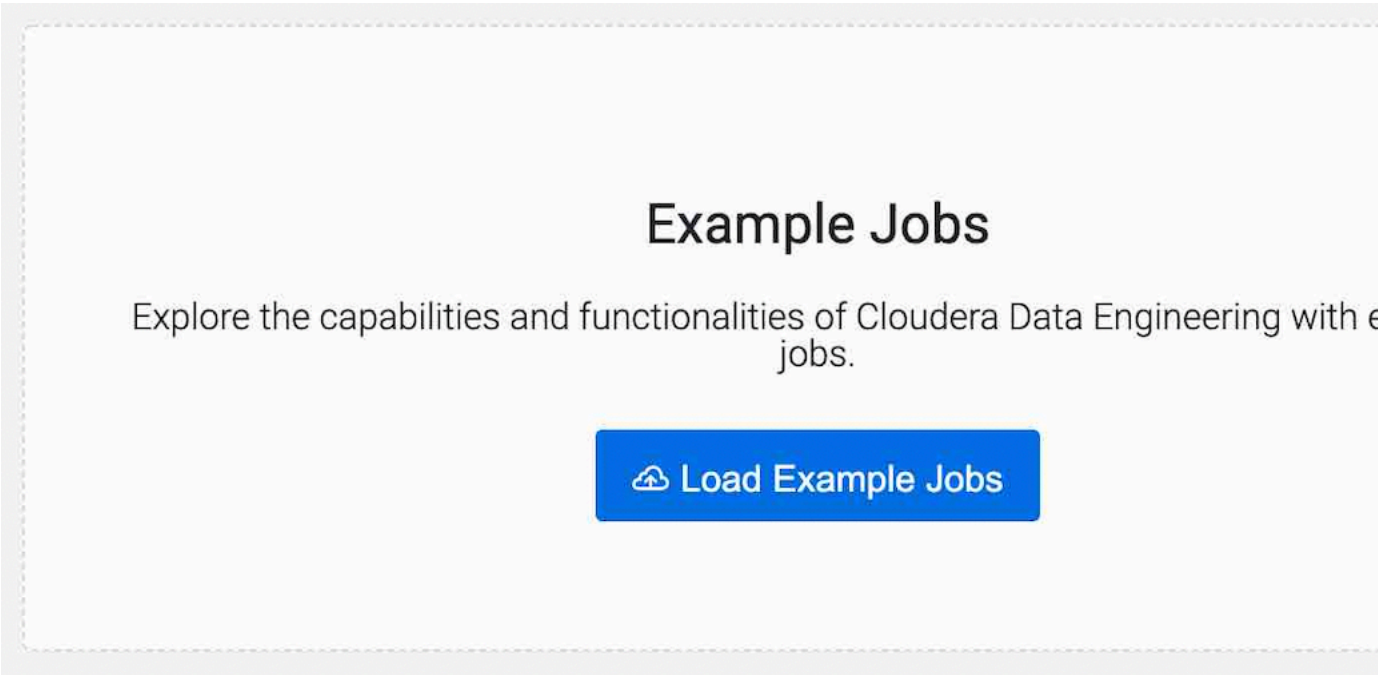 Example Jobs
Explore the capabilities and functionalities of Cloudera Data Engineering with
jobs.
Load Example Jobs